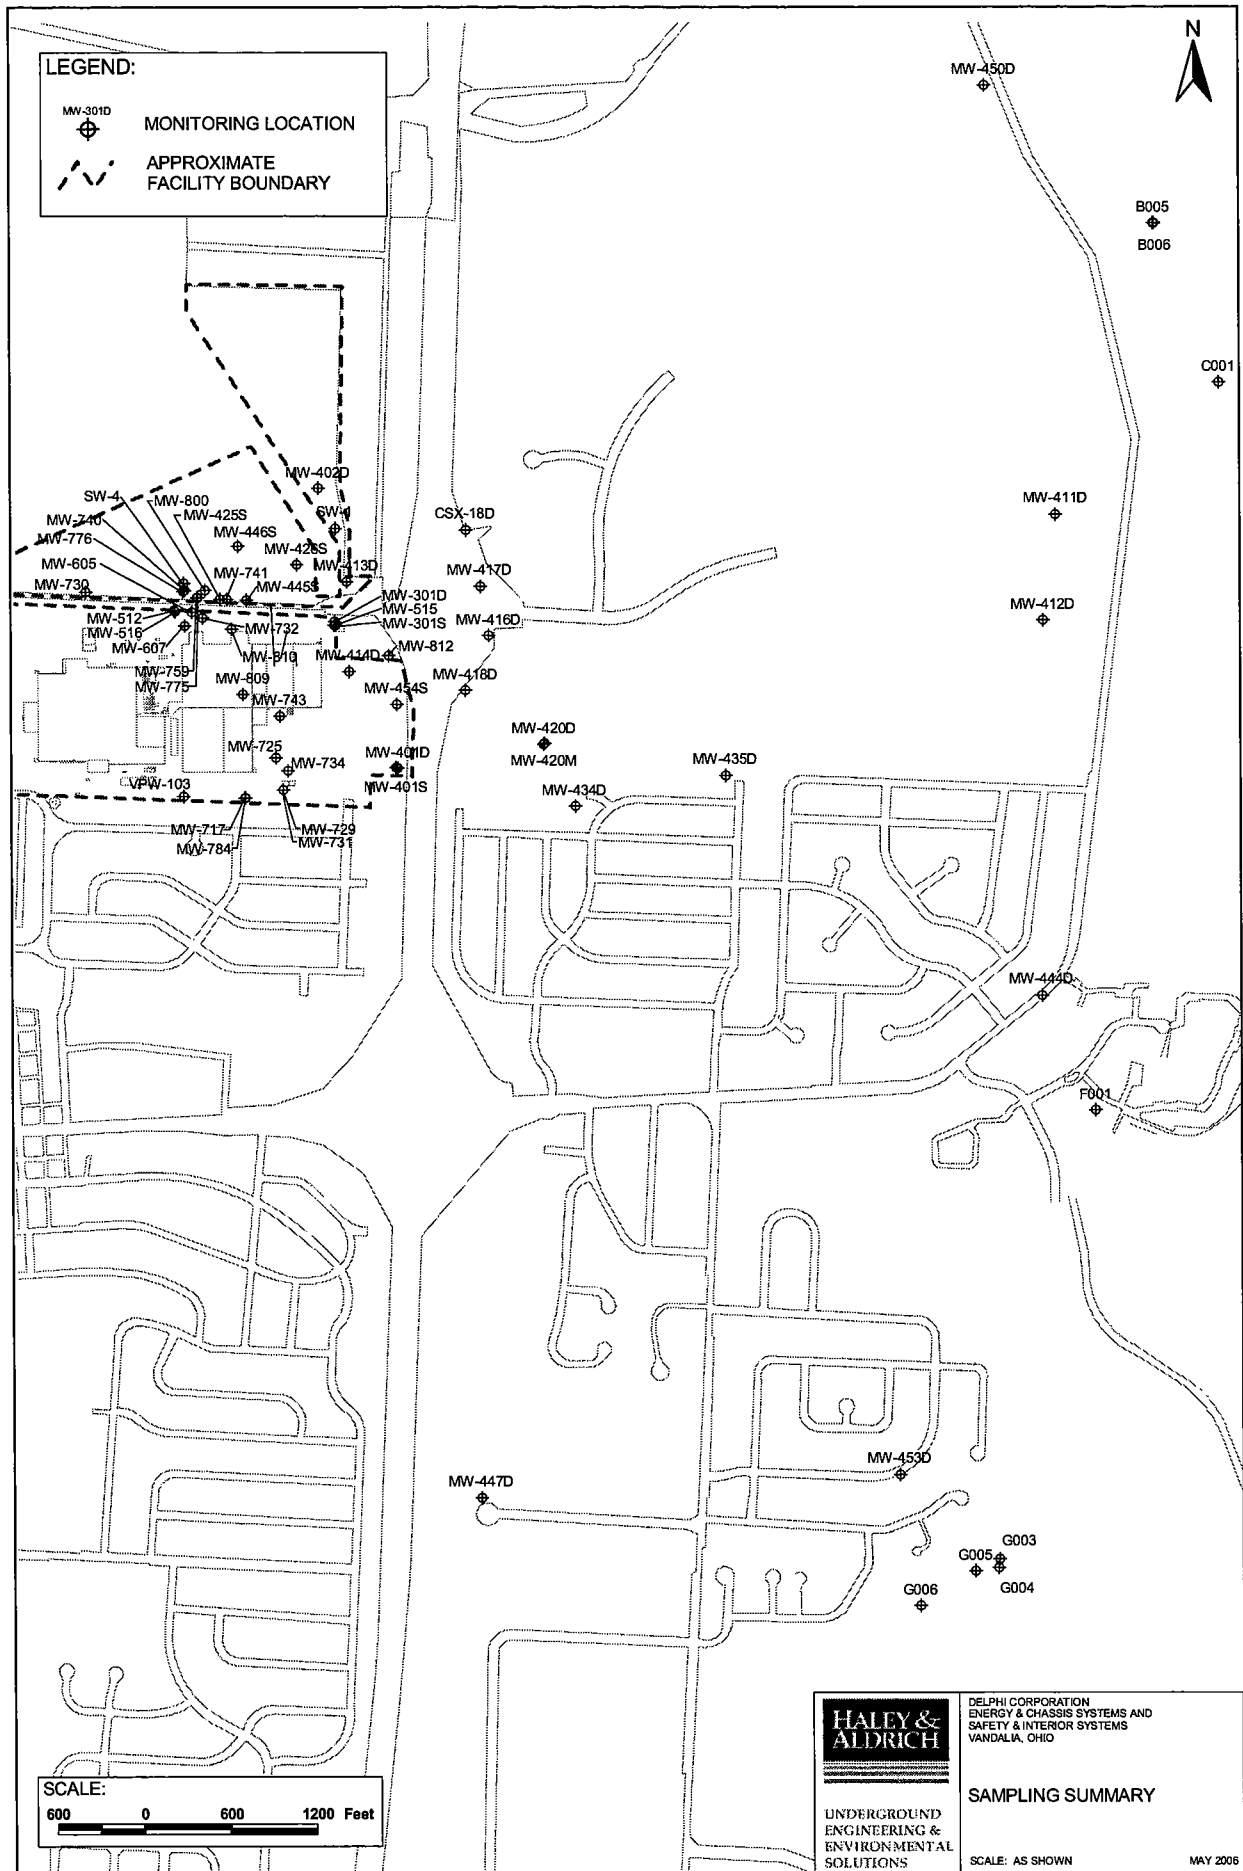 N
LEGEND:
MW-301D
MONITORING LOCATION
APPROXIMATE
FACILITY BOUNDARY
MW-450D
B005
B006
C001
MW-402D
SW-4
MW-800
MW-740
MW-425S
SW-1
CSX-18D
MW-411D
MW-776
MW-446S
MW-428S
MW-605
MW-741
MW-413D
MW-417D
MW-730
MW-445S
MW-301D
MW-515
MW-301S
MW-412D
MW-512
MW-516
MW-732
MW-416D
MW-607
MW-810
MW-414D
MW-812
MW-759
MW-775
MW-809
MW-454S
MW-418D
MW-743
MW-420D
MW-420M
MW-725
MW-734
MW-401D
MW-401S
MW-435D
VPW-103
MW-434D
MW-717
MW-729
MW-731
MW-784
MW-444D
F001
MW-453D
MW-447D
G003
G005
G004
G006
SCALE:
600 0 600 1200 Feet
HALEY &
ALDRICH
UNDERGROUND
ENGINEERING &
ENVIRONMENTAL
SOLUTIONS
DELPHI CORPORATION
ENERGY & CHASSIS SYSTEMS AND
SAFETY & INTERIOR SYSTEMS
VANDALIA, OHIO
SAMPLING SUMMARY
SCALE: AS SHOWN MAY 2006